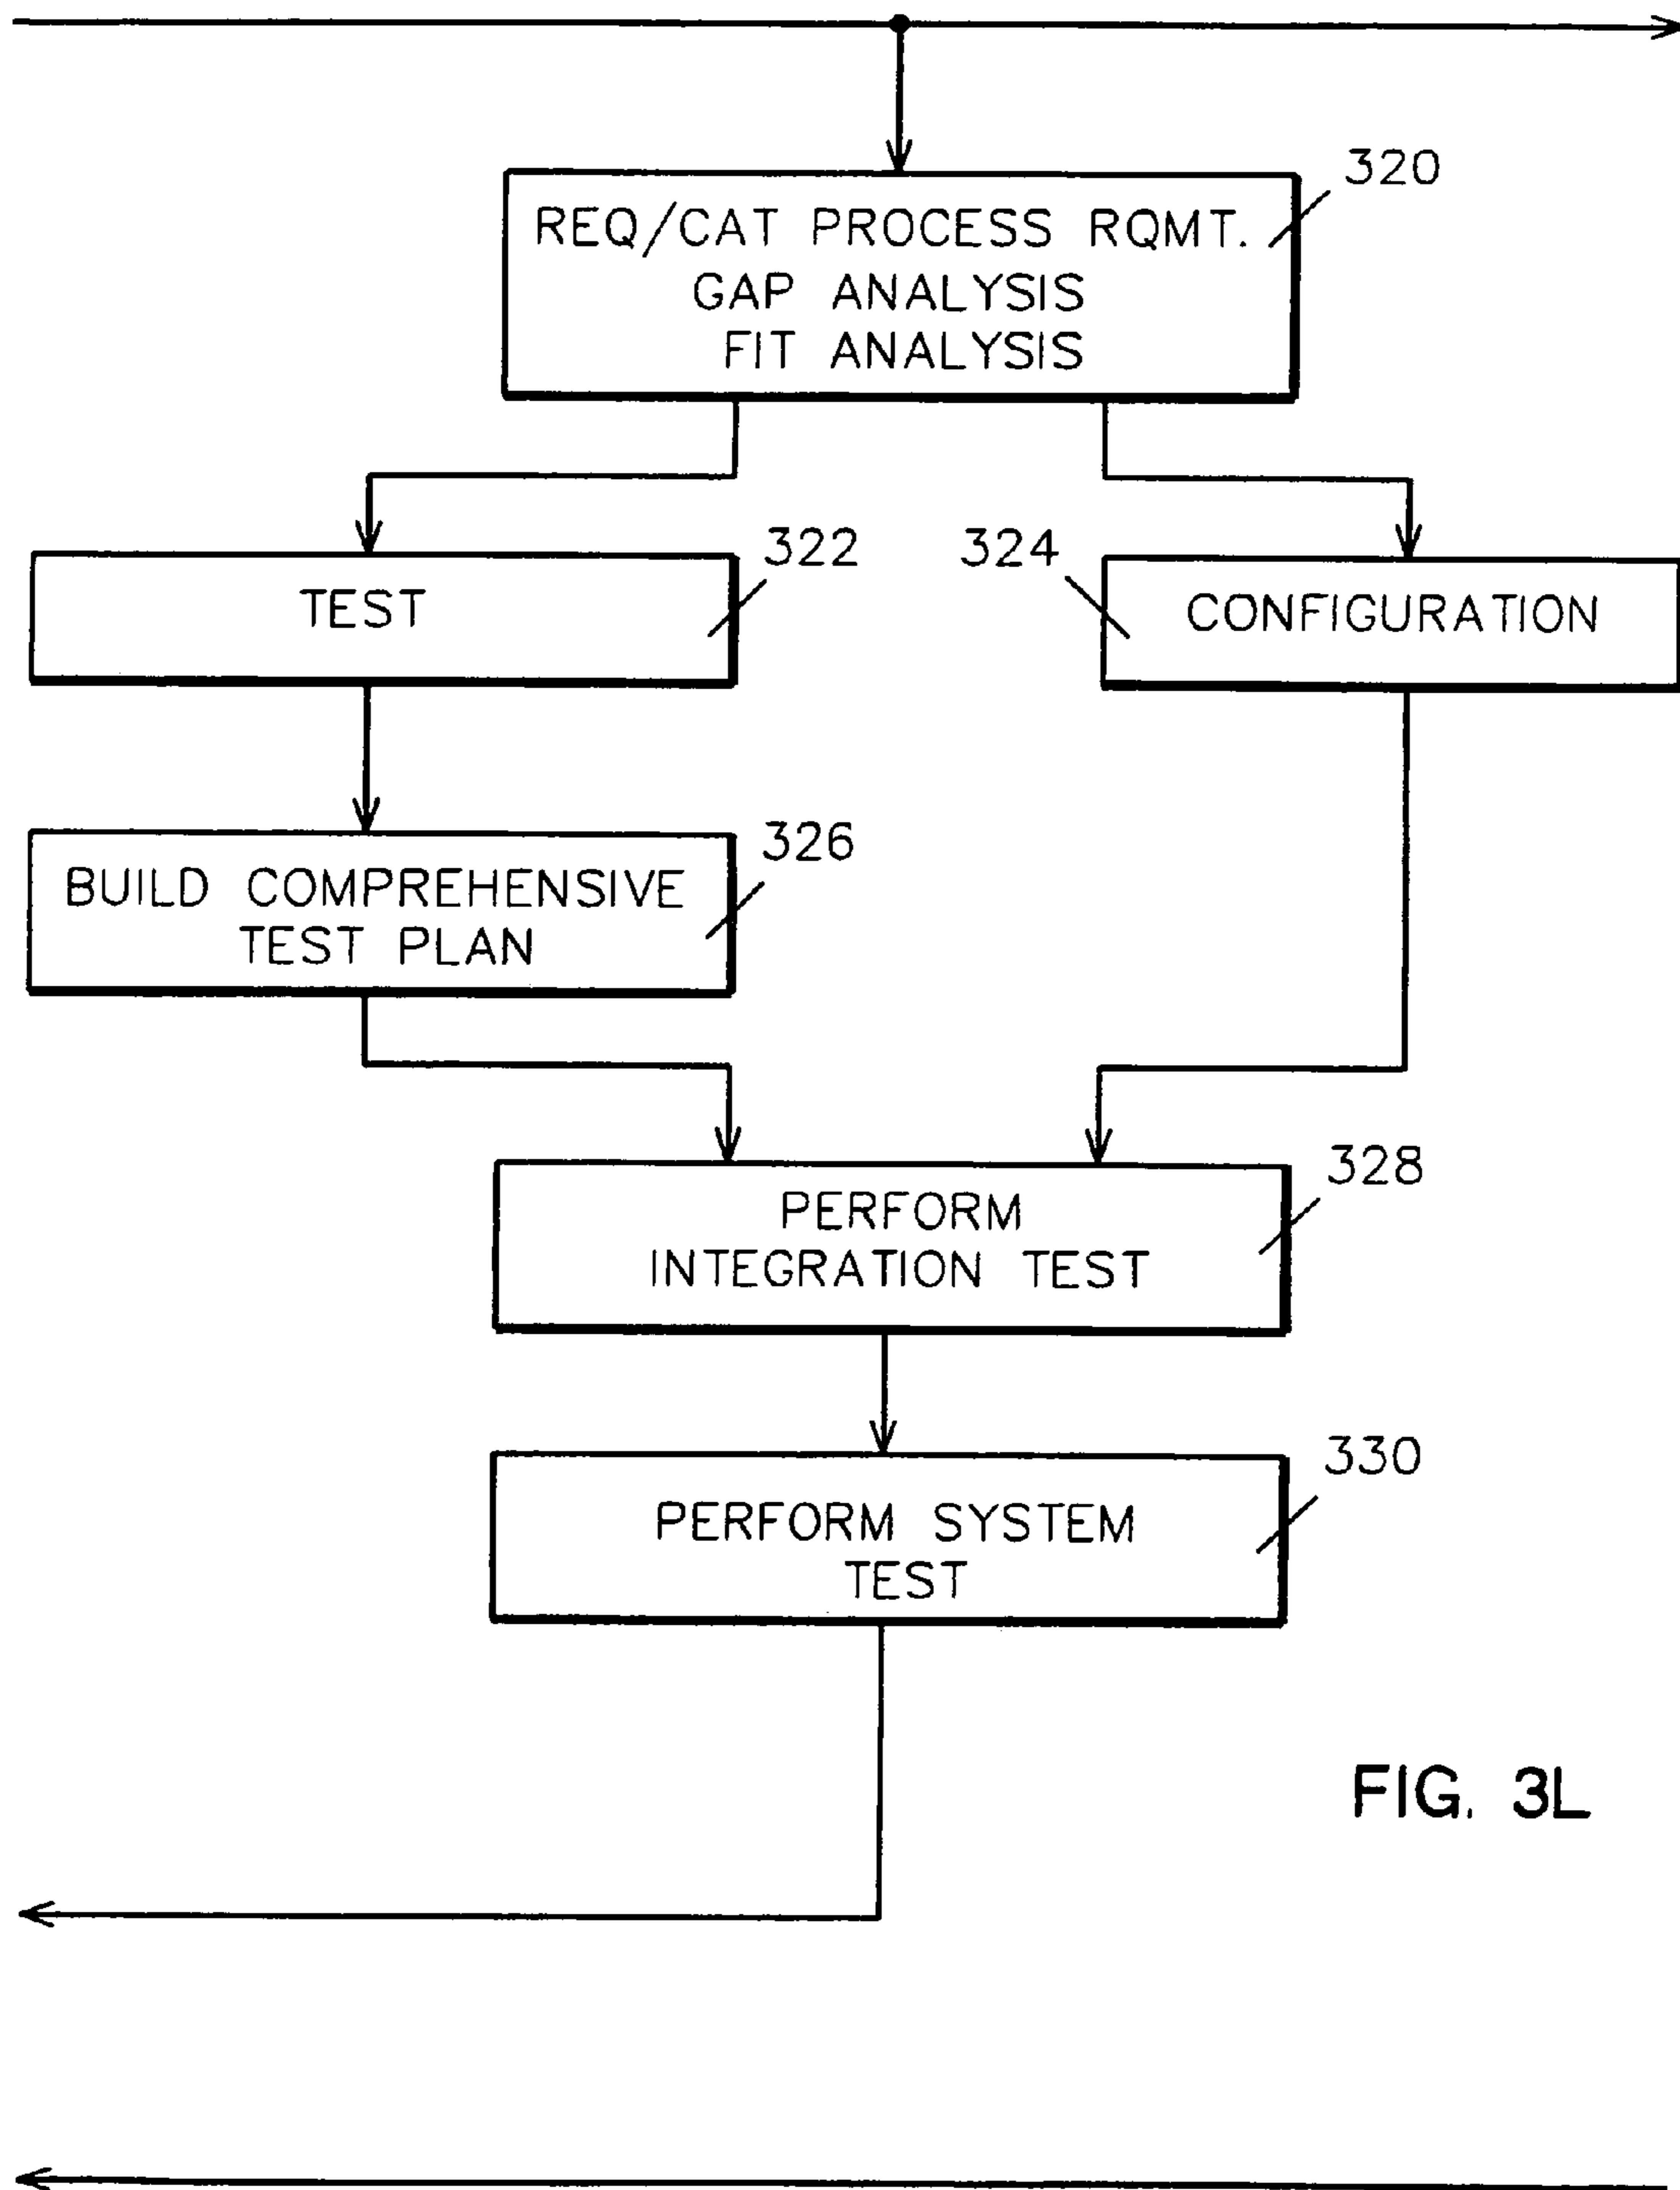 320
REQ/CAT PROCESS RQMT.
GAP ANALYSIS
FIT ANALYSIS
322
TEST
324
CONFIGURATION
326
BUILD COMPREHENSIVE
TEST PLAN
328
PERFORM
INTEGRATION TEST
330
PERFORM SYSTEM
TEST
FIG. 3L